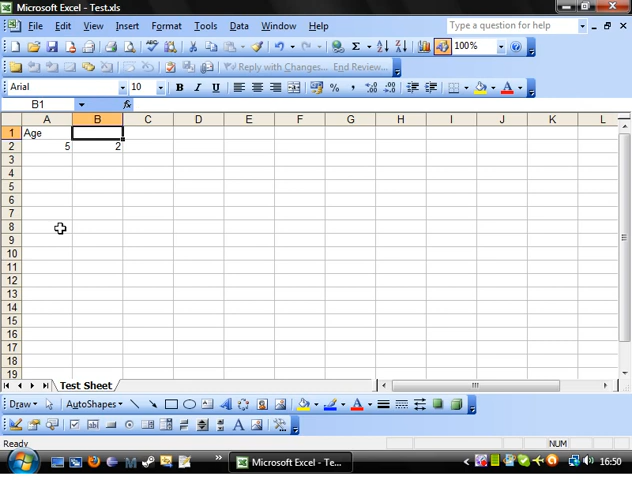 Microsoft Excel - Test.xls
File Edit View Insert Format Tools Data Window Help Type a question for help
100%
Reply with Changes... End Review...
Arial 10 B I U
B1 fx
A B C D E F G H I J K L
1 Age
2 5 2
3
4
5
6
7
8
9
10
11
12
13
14
15
16
17
18
19
Test Sheet
Draw AutoShapes
Ready NUM
Microsoft Excel - Te... 16:50